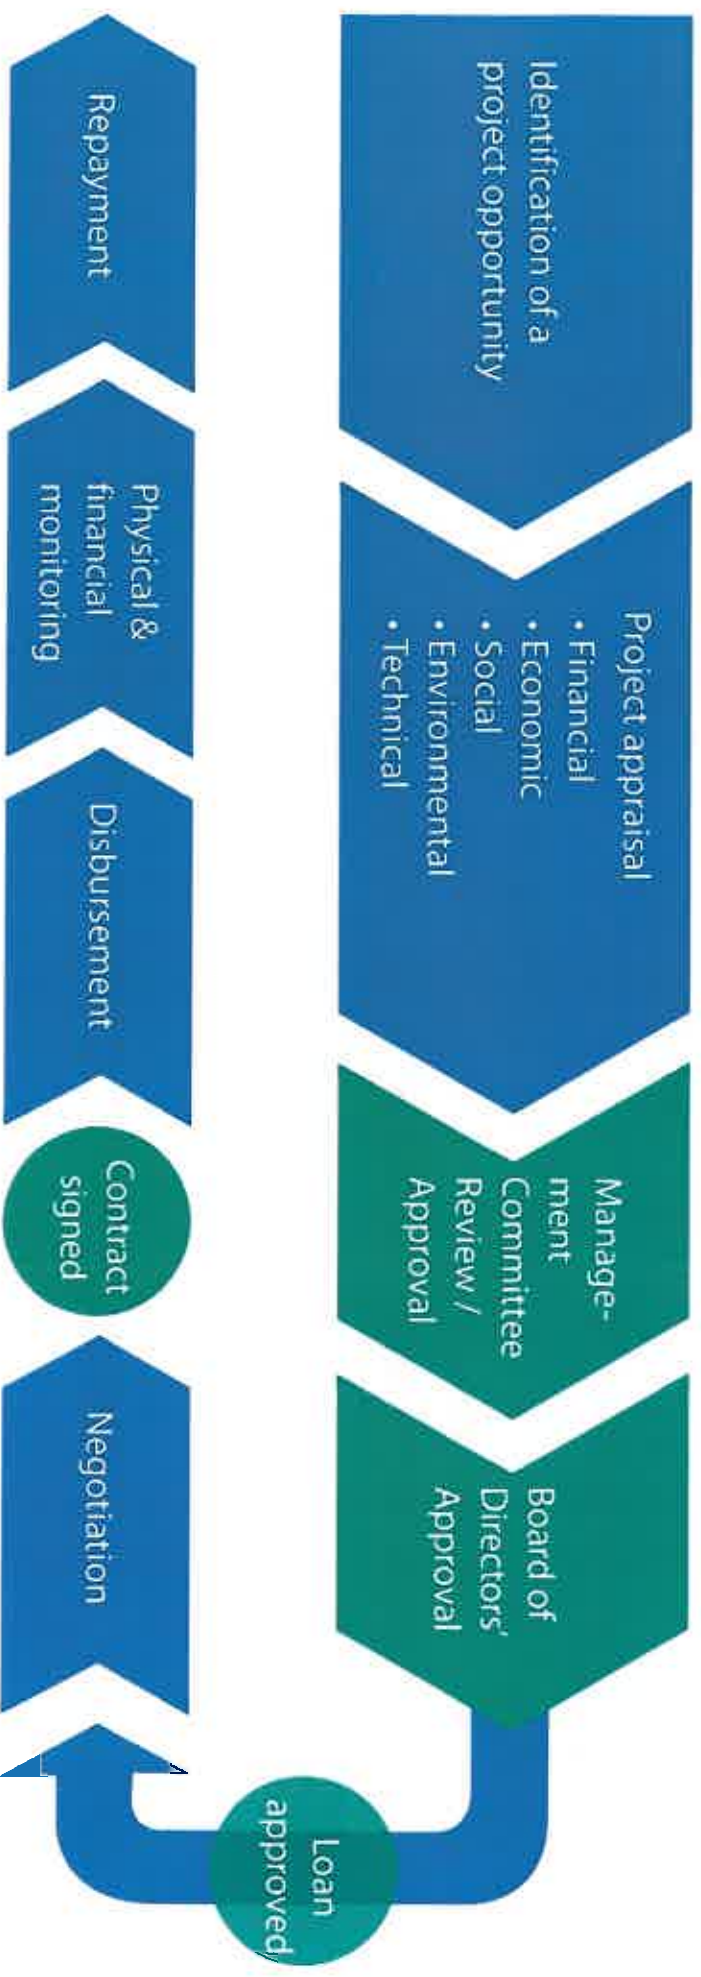 Identification of a
project opportunity
Project appraisal
• Financial
• Economic
• Social
• Environmental
• Technical
Manage-
ment
Committee
Review /
Approval
Board of
Directors'
Approval
Loan
approved
Negotiation
Contract
signed
Disbursement
Physical &
financial
monitoring
Repayment